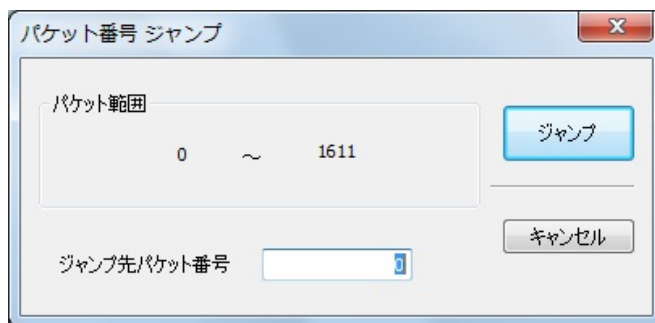 パケット番号 ジャンプ
パケット範囲
0 ～ 1611
ジャンプ
キャンセル
ジャンプ先パケット番号 0